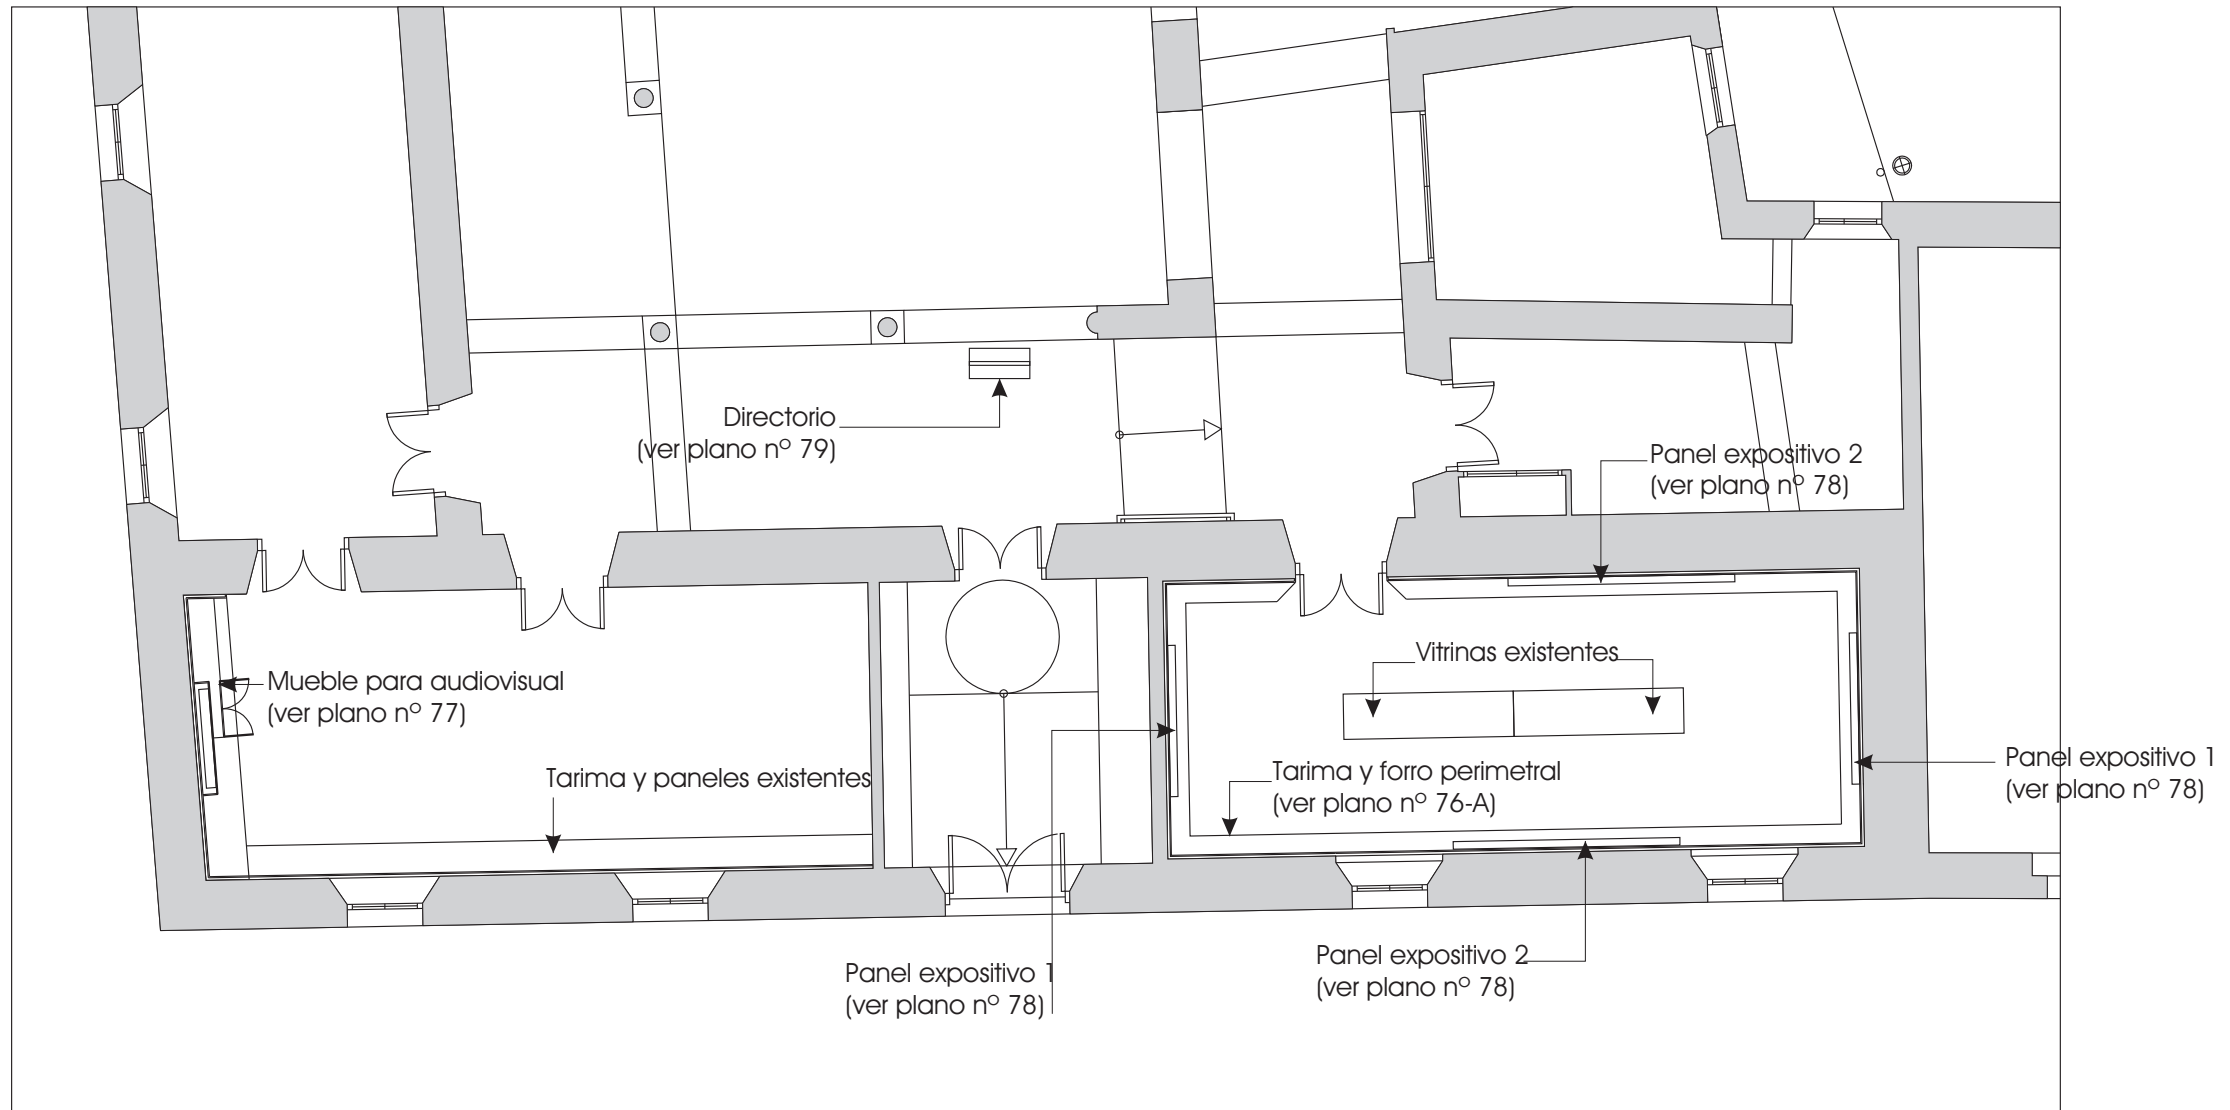 Directorio
(ver plano nº 79)
Panel expositivo 2
(ver plano nº 78)
Vitrinas existentes
Mueble para audiovisual
(ver plano nº 77)
Tarima y paneles existentes
Tarima y forro perimetral
(ver plano nº 76-A)
Panel expositivo 1
(ver plano nº 78)
Panel expositivo 1
(ver plano nº 78)
Panel expositivo 2
(ver plano nº 78)